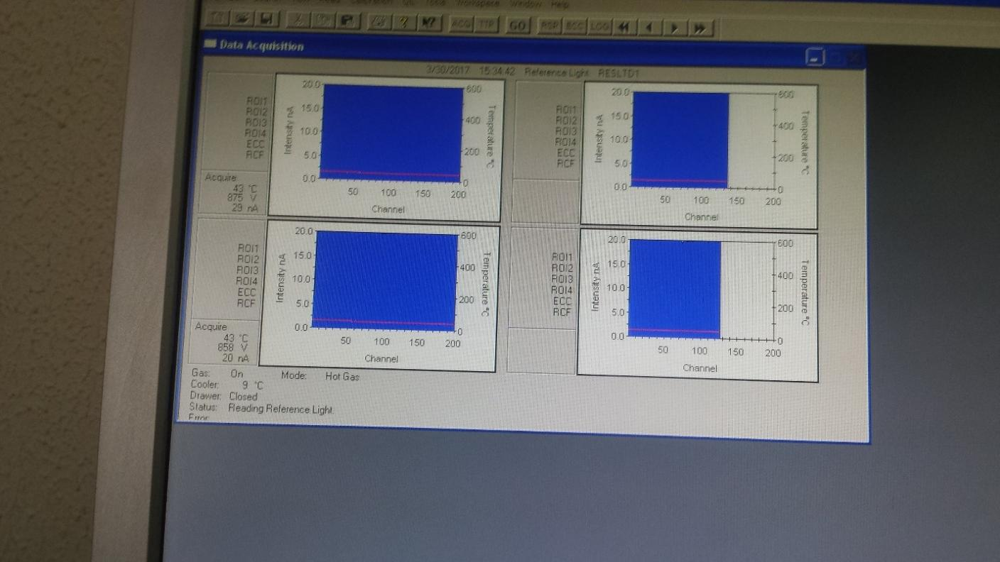 Workspace Window Help
ACQ TTP GO RSP ECC LOG
Data Acquisition
3/30/2017 15:34:42 Reference Light RESLTD1
ROI1
ROI2
ROI3
ROI4
ECC
RCF
Acquire
43 °C
875 V
29 nA
20.0
15.0
10.0
5.0
0.0
Intensity nA
600
400
200
0
Temperature °C
50 100 150 200
Channel
ROI1
ROI2
ROI3
ROI4
ECC
RCF
20.0
15.0
10.0
5.0
0.0
Intensity nA
600
400
200
0
Temperature °C
50 100 150 200
Channel
ROI1
ROI2
ROI3
ROI4
ECC
RCF
Acquire
43 °C
858 V
20 nA
20.0
15.0
10.0
5.0
0.0
Intensity nA
600
400
200
0
Temperature °C
50 100 150 200
Channel
ROI1
ROI2
ROI3
ROI4
ECC
RCF
20.0
15.0
10.0
5.0
0.0
Intensity nA
600
400
200
0
Temperature °C
50 100 150 200
Channel
Gas: On Mode: Hot Gas
Cooler: 9 °C
Drawer: Closed
Status: Reading Reference Light.
Error: